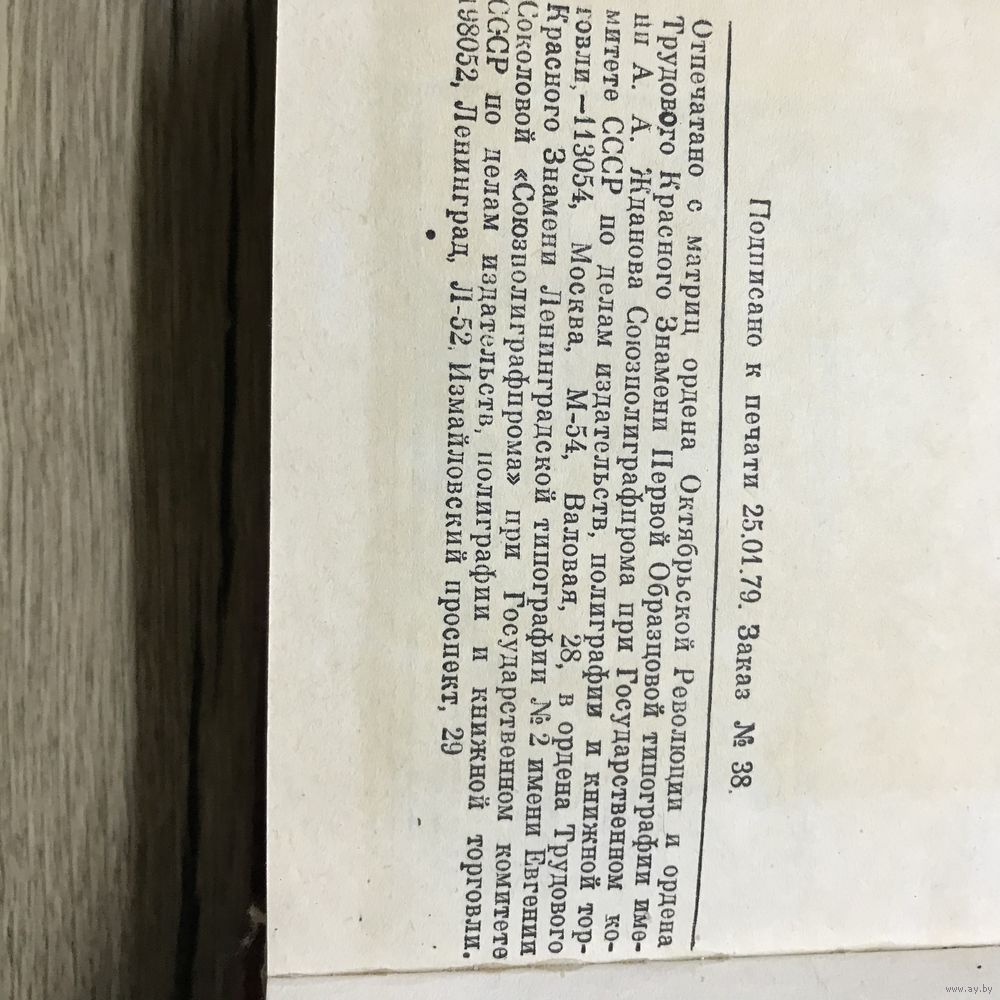 Подписано к печати 25.01.79. Заказ № 38.
Отпечатано с матриц ордена Октябрьской Революции и ордена
Трудового Красного Знамени Первой Образцовой типографии име-
ни А. А. Жданова Союзполиграфпрома при Государственном ко-
митете СССР по делам издательств, полиграфии и книжной тор-
говли,—113054, Москва, М-54, Валовая, 28, в ордена Трудового
Красного Знамени Ленинградской типографии № 2 имени Евгении
Соколовой «Союзполиграфпрома» при Государственном комитете
СССР по делам издательств, полиграфии и книжной торговли.
198052, Ленинград, Л-52, Измайловский проспект, 29
www.ay.by